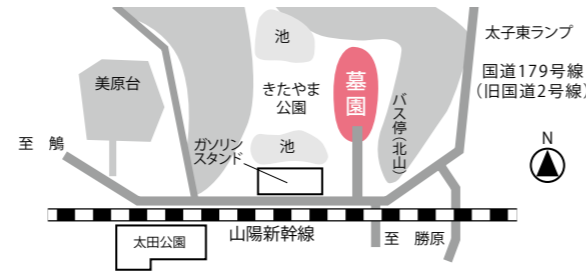 池
太子東ランプ
美原台
国道179号線
(旧国道2号線)
きたやま
公園
墓園
バス停(北山)
至 鵤
ガソリン
スタンド
池
N
山陽新幹線
太田公園
至 勝原